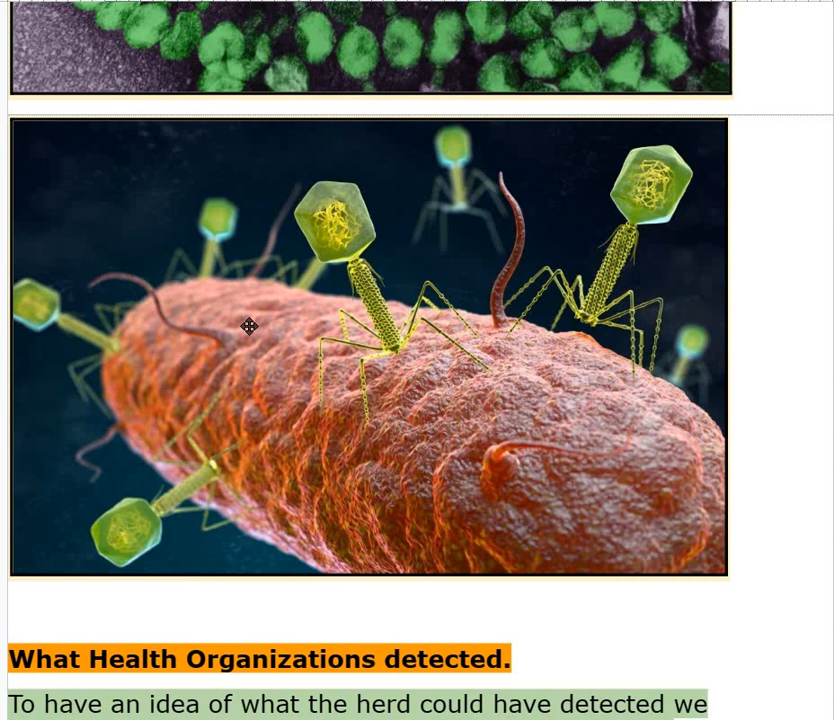 What Health Organizations detected.
To have an idea of what the herd could have detected we